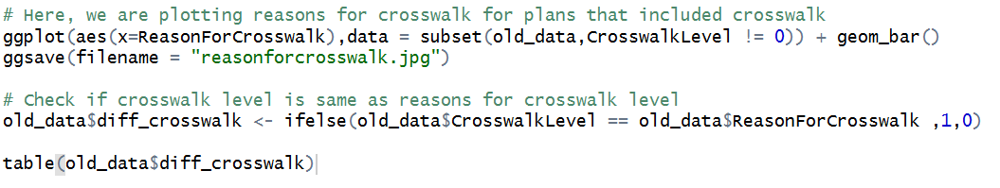 # Here, we are plotting reasons for crosswalk for plans that included crosswalk
ggplot(aes(x=ReasonForCrosswalk),data = subset(old_data,CrosswalkLevel != 0)) + geom_bar()
ggsave(filename = "reasonforcrosswalk.jpg")
# Check if crosswalk level is same as reasons for crosswalk level
old_data$diff_crosswalk <- ifelse(old_data$CrosswalkLevel == old_data$ReasonForCrosswalk ,1,0)
table(old_data$diff_crosswalk)